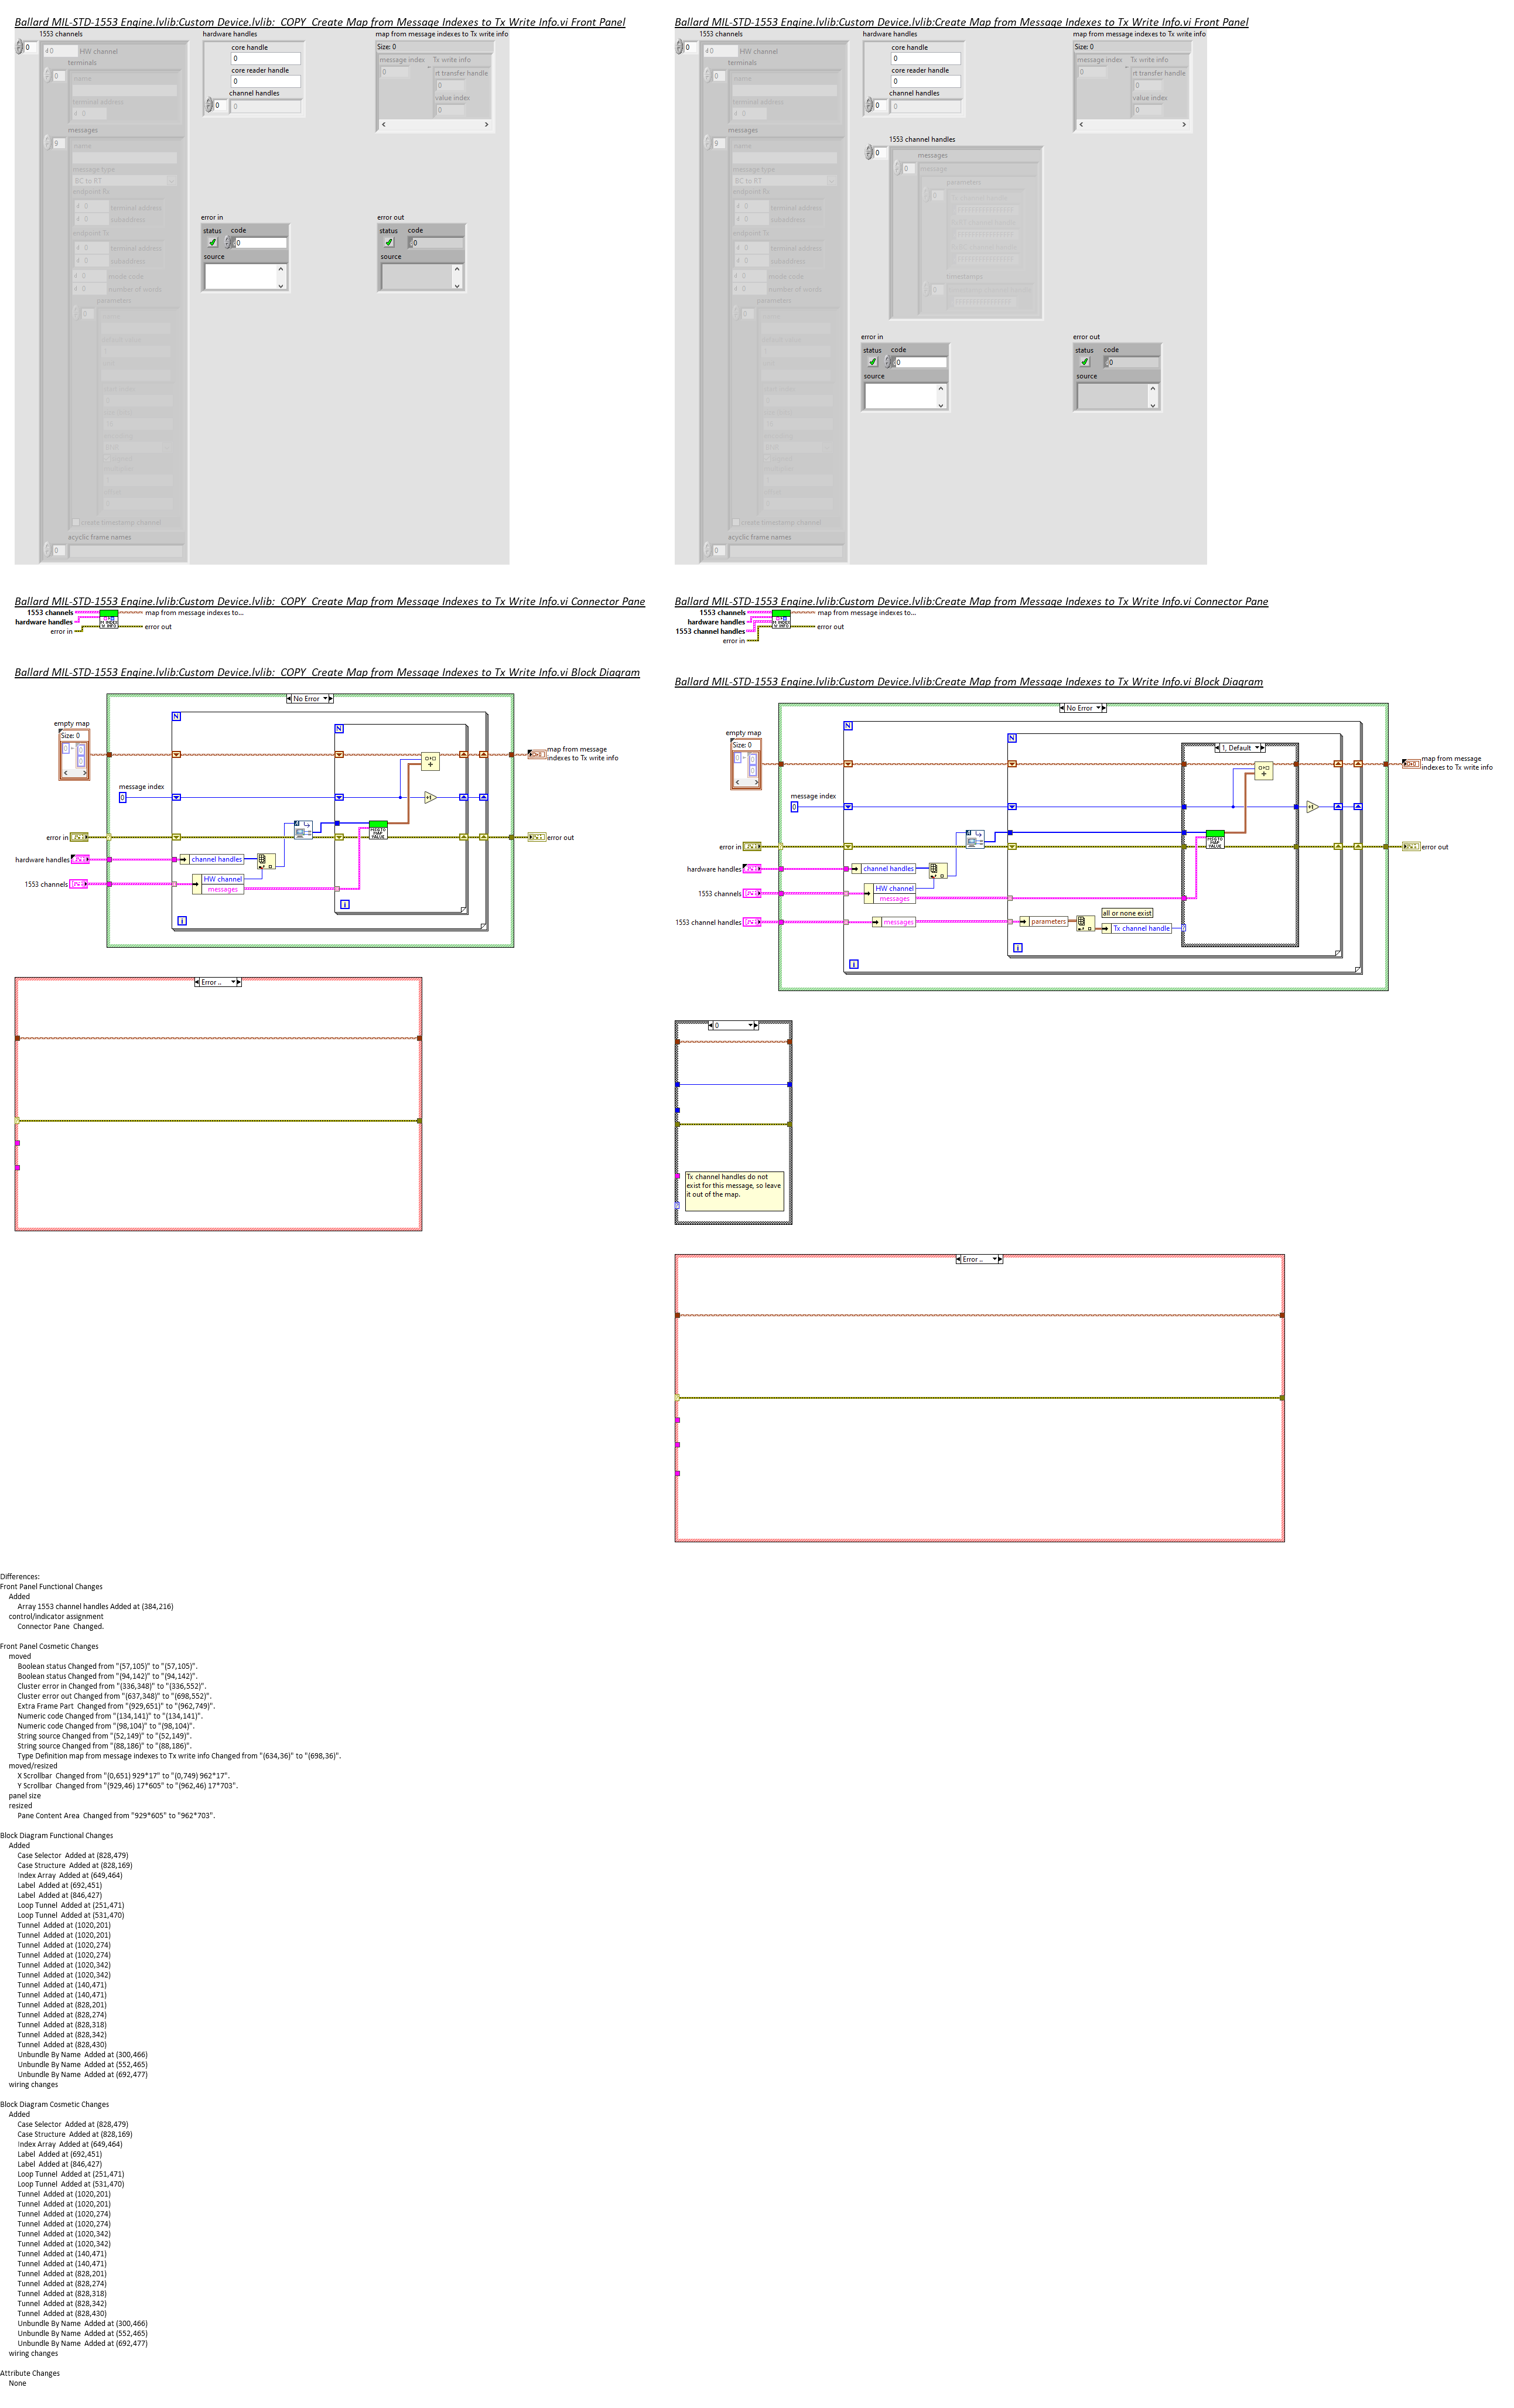 Ballard MIL-STD-1553 Engine.lvlib:Custom Device.lvlib:_COPY_Create Map from Message Indexes to Tx Write Info.vi Front Panel
1553 channels
0
4 0 HW channel
terminals
0
name
terminal address
4 0
messages
9
name
message type
BC to RT
endpoint Rx
4 0 terminal address
4 0 subaddress
endpoint Tx
4 0 terminal address
4 0 subaddress
4 0 mode code
4 0 number of words
parameters
0
create timestamp channel
acyclic frame names
0
hardware handles
core handle
0
core reader handle
0
channel handles
0 0
map from message indexes to Tx write info
Size: 0
message index Tx write info
0 rt transfer handle
0
value index
0
error in
status code
0
source
error out
status code
0
source
Ballard MIL-STD-1553 Engine.lvlib:Custom Device.lvlib:Create Map from Message Indexes to Tx Write Info.vi Front Panel
1553 channels
0
4 0 HW channel
terminals
0
name
terminal address
4 0
messages
9
name
message type
BC to RT
endpoint Rx
4 0 terminal address
4 0 subaddress
endpoint Tx
4 0 terminal address
4 0 subaddress
4 0 mode code
4 0 number of words
parameters
0
create timestamp channel
acyclic frame names
0
hardware handles
core handle
0
core reader handle
0
channel handles
0 0
map from message indexes to Tx write info
Size: 0
message index Tx write info
0 rt transfer handle
0
value index
0
1553 channel handles
0
messages
0 message
parameters
0
timestamps
0
error in
status code
0
source
error out
status code
0
source
Ballard MIL-STD-1553 Engine.lvlib:Custom Device.lvlib:_COPY_Create Map from Message Indexes to Tx Write Info.vi Connector Pane
1553 channels
hardware handles
error in
map from message indexes to...
error out
Ballard MIL-STD-1553 Engine.lvlib:Custom Device.lvlib:Create Map from Message Indexes to Tx Write Info.vi Connector Pane
1553 channels
hardware handles
1553 channel handles
error in
map from message indexes to...
error out
Ballard MIL-STD-1553 Engine.lvlib:Custom Device.lvlib:_COPY_Create Map from Message Indexes to Tx Write Info.vi Block Diagram
No Error
N
N
empty map
Size: 0
map from message
indexes to Tx write info
message index
0
+1
MSG TO
MAP
VALUE
error in
error out
hardware handles
channel handles
HW channel
1553 channels
messages
i
i
Error ..
Ballard MIL-STD-1553 Engine.lvlib:Custom Device.lvlib:Create Map from Message Indexes to Tx Write Info.vi Block Diagram
No Error
N
N
empty map
Size: 0
1, Default
map from message
indexes to Tx write info
message index
0
+1
MSG TO
MAP
VALUE
error in
error out
hardware handles
channel handles
HW channel
1553 channels
messages
all or none exist
1553 channel handles
messages
parameters
Tx channel handle
i
i
0
Tx channel handles do not
exist for this message, so leave
it out of the map.
Error ..
Differences:
Front Panel Functional Changes
Added
Array 1553 channel handles Added at (384,216)
control/indicator assignment
Connector Pane Changed.
Front Panel Cosmetic Changes
moved
Boolean status Changed from "(57,105)" to "(57,105)".
Boolean status Changed from "(94,142)" to "(94,142)".
Cluster error in Changed from "(336,348)" to "(336,552)".
Cluster error out Changed from "(637,348)" to "(698,552)".
Extra Frame Part Changed from "(929,651)" to "(962,749)".
Numeric code Changed from "(134,141)" to "(134,141)".
Numeric code Changed from "(98,104)" to "(98,104)".
String source Changed from "(52,149)" to "(52,149)".
String source Changed from "(88,186)" to "(88,186)".
Type Definition map from message indexes to Tx write info Changed from "(634,36)" to "(698,36)".
moved/resized
X Scrollbar Changed from "(0,651) 929*17" to "(0,749) 962*17".
Y Scrollbar Changed from "(929,46) 17*605" to "(962,46) 17*703".
panel size
resized
Pane Content Area Changed from "929*605" to "962*703".
Block Diagram Functional Changes
Added
Case Selector Added at (828,479)
Case Structure Added at (828,169)
Index Array Added at (649,464)
Label Added at (692,451)
Label Added at (846,427)
Loop Tunnel Added at (251,471)
Loop Tunnel Added at (531,470)
Tunnel Added at (1020,201)
Tunnel Added at (1020,201)
Tunnel Added at (1020,274)
Tunnel Added at (1020,274)
Tunnel Added at (1020,342)
Tunnel Added at (1020,342)
Tunnel Added at (140,471)
Tunnel Added at (140,471)
Tunnel Added at (828,201)
Tunnel Added at (828,274)
Tunnel Added at (828,318)
Tunnel Added at (828,342)
Tunnel Added at (828,430)
Unbundle By Name Added at (300,466)
Unbundle By Name Added at (552,465)
Unbundle By Name Added at (692,477)
wiring changes
Block Diagram Cosmetic Changes
Added
Case Selector Added at (828,479)
Case Structure Added at (828,169)
Index Array Added at (649,464)
Label Added at (692,451)
Label Added at (846,427)
Loop Tunnel Added at (251,471)
Loop Tunnel Added at (531,470)
Tunnel Added at (1020,201)
Tunnel Added at (1020,201)
Tunnel Added at (1020,274)
Tunnel Added at (1020,274)
Tunnel Added at (1020,342)
Tunnel Added at (1020,342)
Tunnel Added at (140,471)
Tunnel Added at (140,471)
Tunnel Added at (828,201)
Tunnel Added at (828,274)
Tunnel Added at (828,318)
Tunnel Added at (828,342)
Tunnel Added at (828,430)
Unbundle By Name Added at (300,466)
Unbundle By Name Added at (552,465)
Unbundle By Name Added at (692,477)
wiring changes
Attribute Changes
None